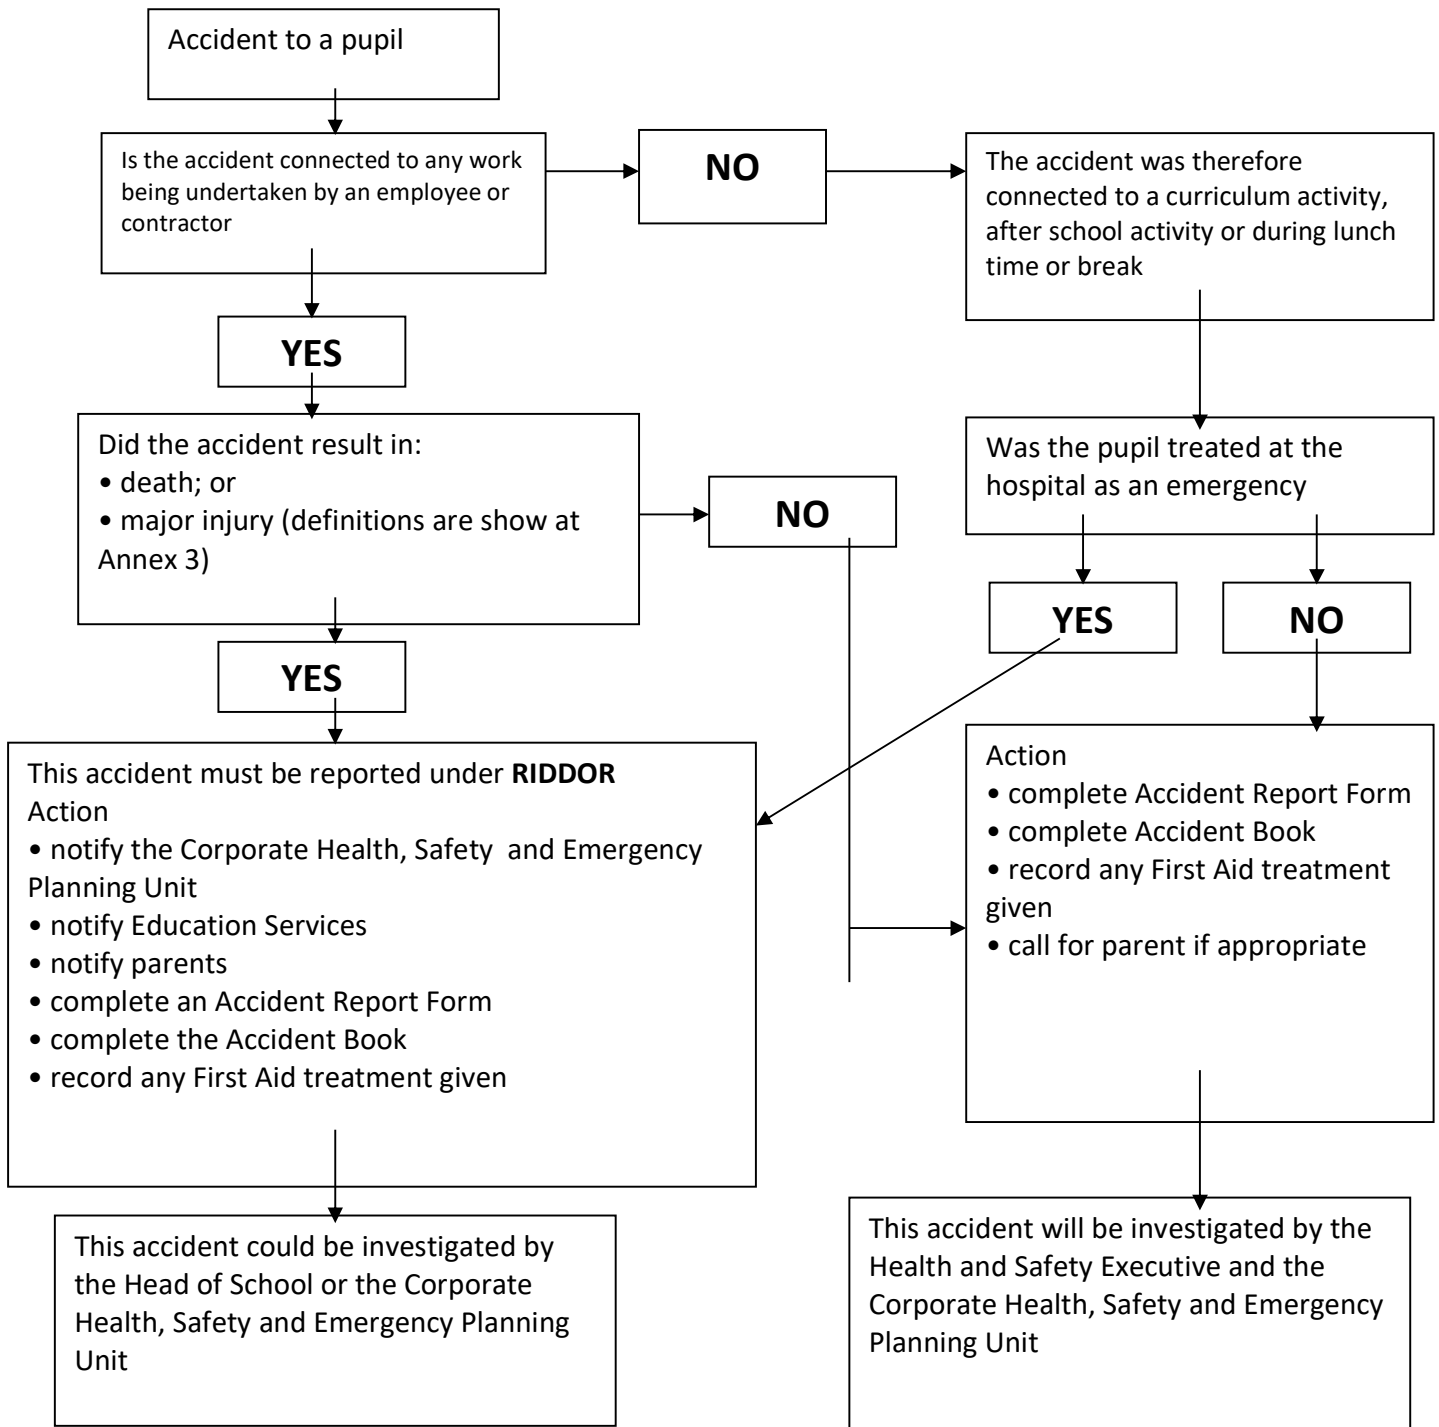 Accident to a pupil
Is the accident connected to any work
being undertaken by an employee or
contractor
NO
The accident was therefore
connected to a curriculum activity,
after school activity or during lunch
time or break
YES
Did the accident result in:
• death; or
• major injury (definitions are show at
Annex 3)
NO
Was the pupil treated at the
hospital as an emergency
YES
NO
YES
This accident must be reported under RIDDOR
Action
• notify the Corporate Health, Safety  and Emergency
Planning Unit
• notify Education Services
• notify parents
• complete an Accident Report Form
• complete the Accident Book
• record any First Aid treatment given
Action
• complete Accident Report Form
• complete Accident Book
• record any First Aid treatment
given
• call for parent if appropriate
This accident could be investigated by
the Head of School or the Corporate
Health, Safety and Emergency Planning
Unit
This accident will be investigated by the
Health and Safety Executive and the
Corporate Health, Safety and Emergency
Planning Unit